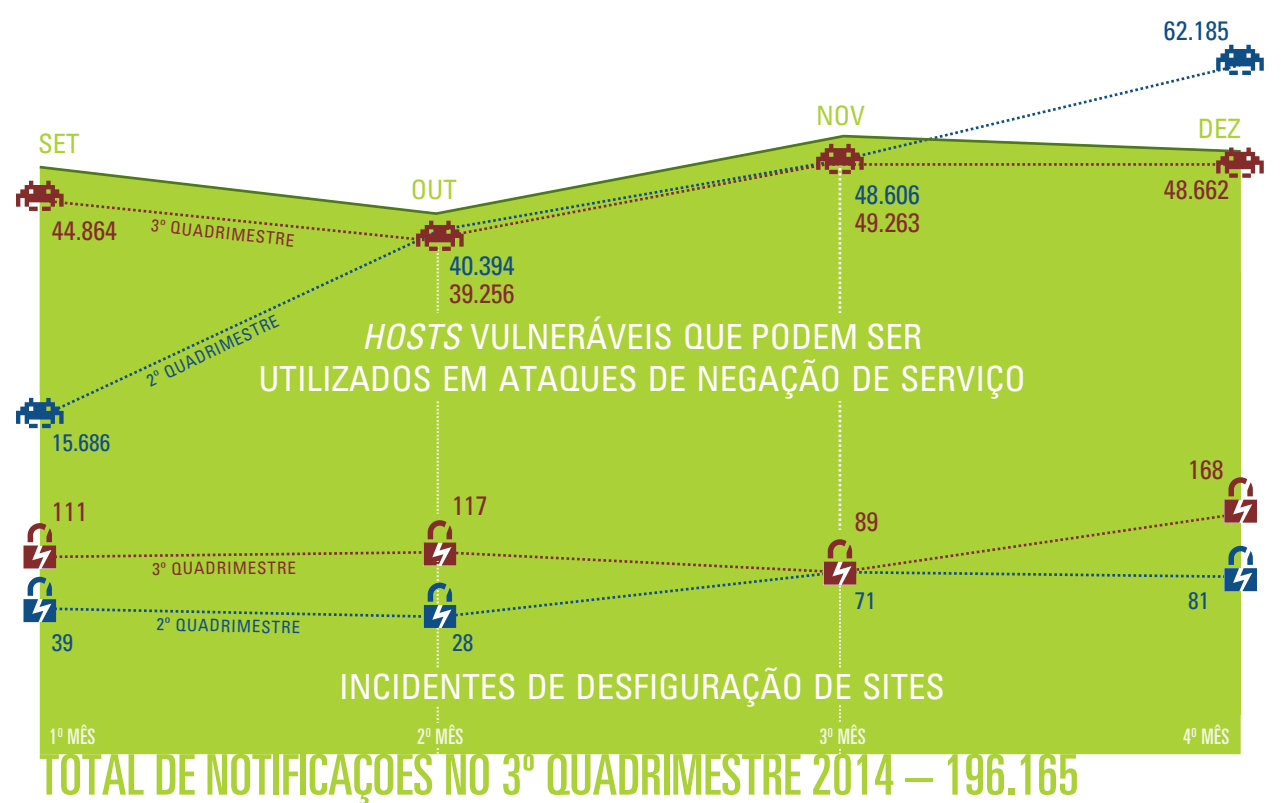 62.185
NOV
DEZ
SET
OUT
44.864
3º QUADRIMESTRE
48.606
49.263
48.662
40.394
39.256
2º QUADRIMESTRE
HOSTS VULNERÁVEIS QUE PODEM SER
UTILIZADOS EM ATAQUES DE NEGAÇÃO DE SERVIÇO
15.686
168
111
117
89
3º QUADRIMESTRE
71
81
2º QUADRIMESTRE
39
28
INCIDENTES DE DESFIGURAÇÃO DE SITES
1º MÊS
2º MÊS
3º MÊS
4º MÊS
TOTAL DE NOTIFICAÇÕES NO 3º QUADRIMESTRE 2014 – 196.165